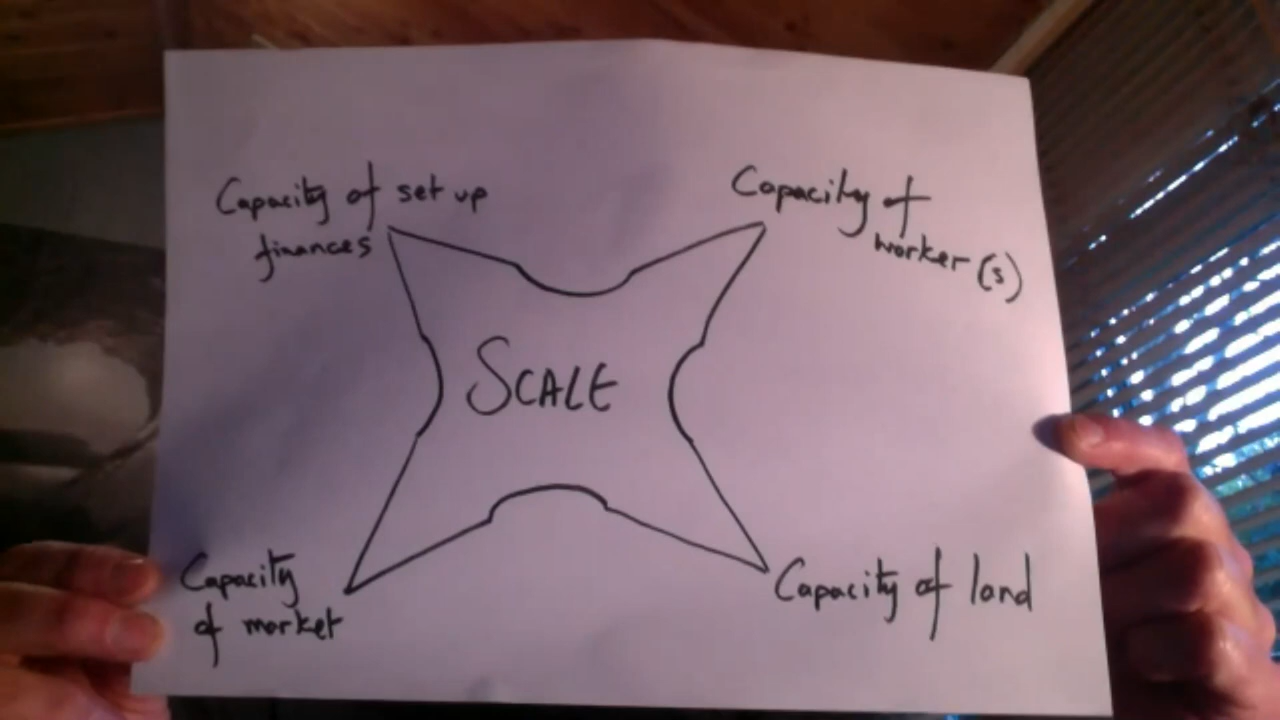 Capacity of set up
finances
Capacity of
worker(s)
SCALE
Capacity
of market
Capacity of land